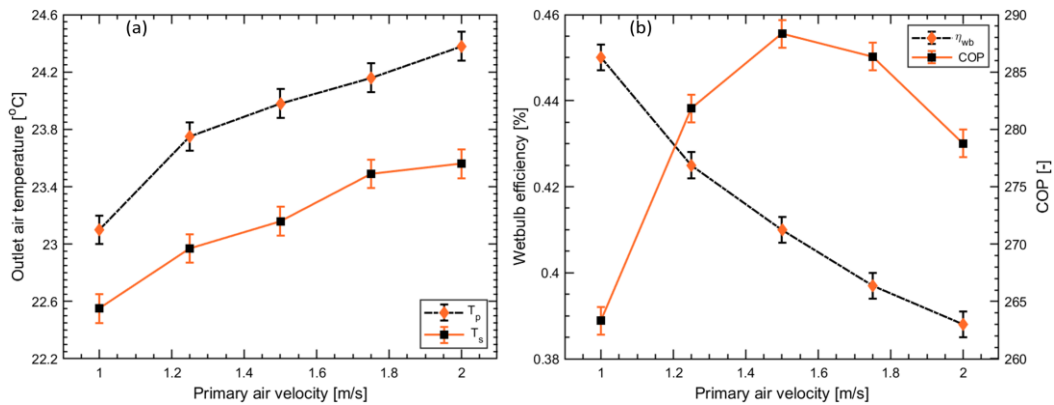 (a)
24.6
24.2
23.8
23.4
23
22.6
22.2
Outlet air temperature [°C]
1
1.2
1.4
1.6
1.8
2
Primary air velocity [m/s]
T_p
T_s
(b)
0.46
0.44
0.42
0.4
0.38
Wetbulb efficiency [%]
1
1.2
1.4
1.6
1.8
2
Primary air velocity [m/s]
η_wb
COP
290
285
280
275
270
265
260
COP [-]